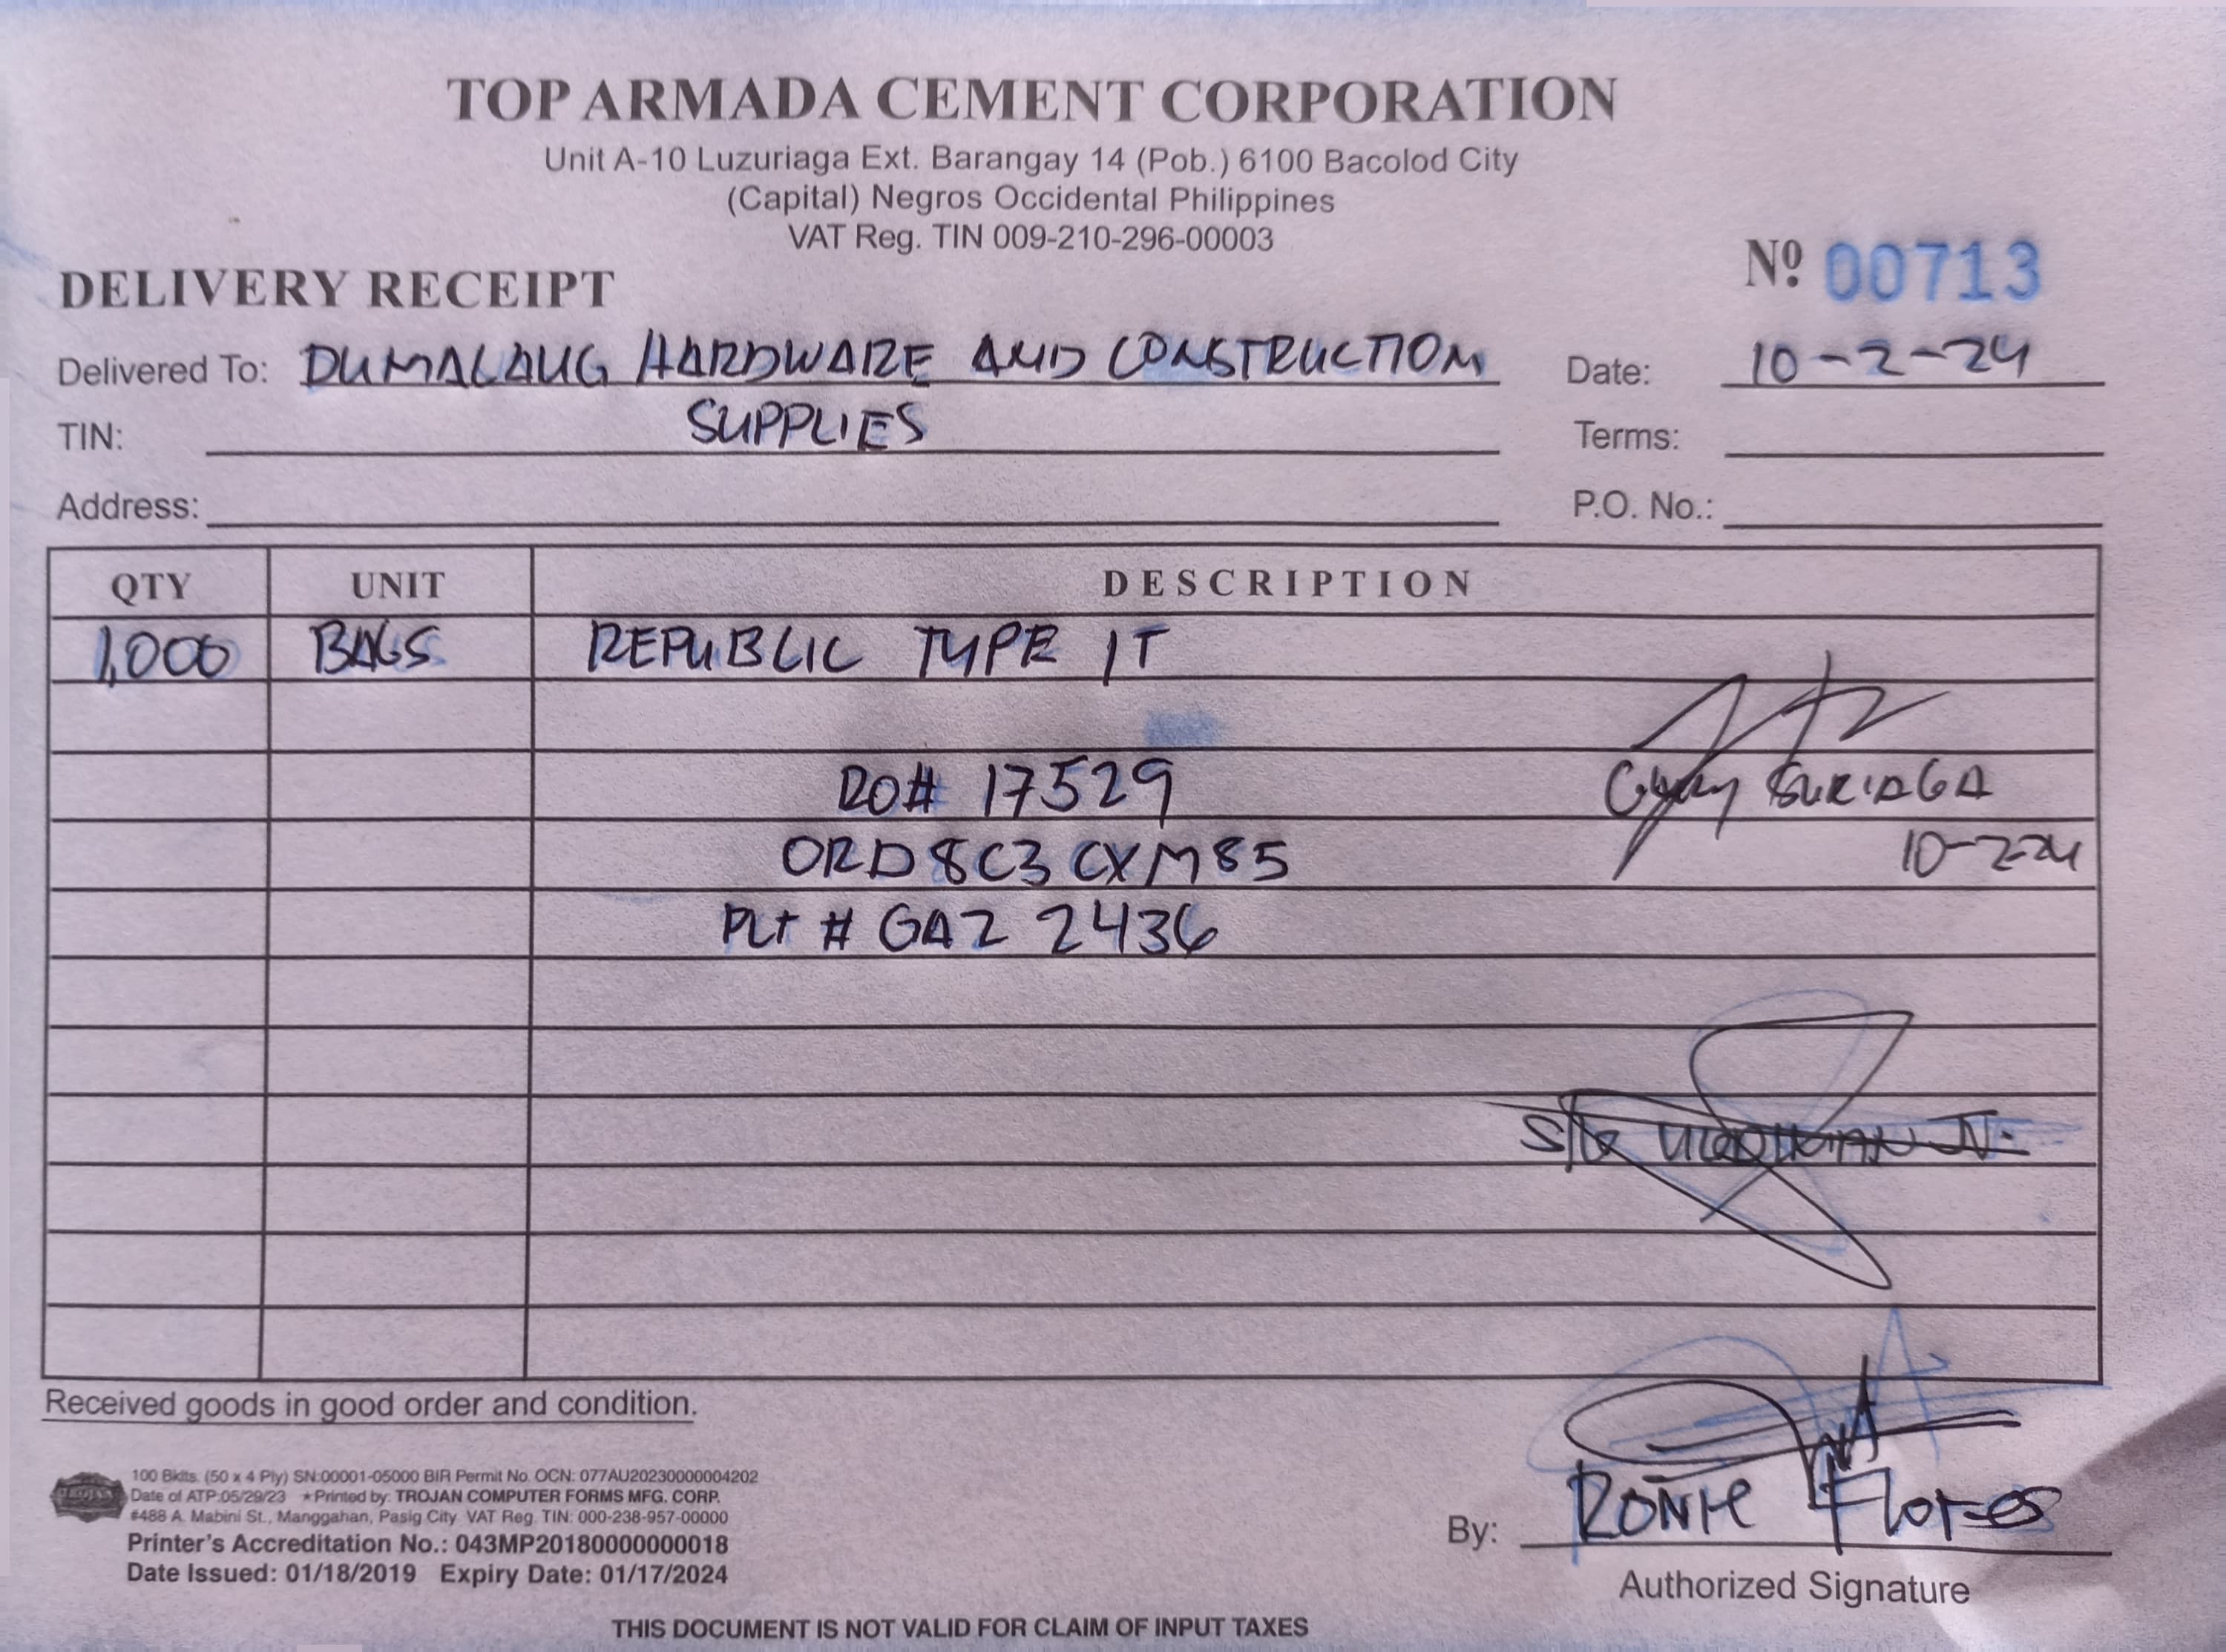 TOP ARMADA CEMENT CORPORATION
Unit A-10 Luzuriaga Ext. Barangay 14 (Pob.) 6100 Bacolod City
(Capital) Negros Occidental Philippines
VAT Reg. TIN 009-210-296-00003
DELIVERY RECEIPT
Nº 00713
Delivered To: DUMALAUG HARDWARE AND CONSTRUCTION
Date: 10-2-24
TIN: SUPPLIES
Terms:
Address:
P.O. No.:
QTY UNIT DESCRIPTION
1,000 BAGS REPUBLIC TYPE 1T
RO# 17529
SURIAGA
ORD8C3CXM85
10-2-24
PLT # GAZ 2436
Received goods in good order and condition.
100 Bklts. (50 x 4 Ply) SN:00001-05000 BIR Permit No. OCN: 077AU20230000004202
Date of ATP:05/29/23 ★Printed by: TROJAN COMPUTER FORMS MFG. CORP.
#488 A. Mabini St., Manggahan, Pasig City VAT Reg. TIN: 000-238-957-00000
Printer's Accreditation No.: 043MP20180000000018
Date Issued: 01/18/2019 Expiry Date: 01/17/2024
By: RONIE Flores
Authorized Signature
THIS DOCUMENT IS NOT VALID FOR CLAIM OF INPUT TAXES